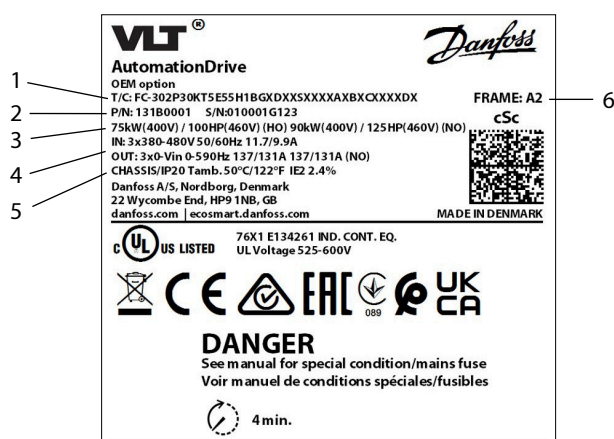 VLT®
Danfoss
AutomationDrive
OEM option
1
T/C: FC-302P30KT5E55H1BGXDXXSXXXXAXBXCXXXXDX
FRAME: A2
6
2
P/N: 131B0001 S/N:010001G123
cSc
3
75kW(400V) / 100HP(460V) (HO) 90kW(400V) / 125HP(460V) (NO)
IN: 3x380-480V 50/60Hz 11.7/9.9A
4
OUT: 3x0-Vin 0-590Hz 137/131A 137/131A (NO)
5
CHASSIS/IP20 Tamb. 50°C/122°F IE2 2.4%
Danfoss A/S, Nordborg, Denmark
22 Wycombe End, HP9 1NB, GB
danfoss.com | ecosmart.danfoss.com
MADE IN DENMARK
c UL US LISTED
76X1 E134261 IND. CONT. EQ.
UL Voltage 525-600V
CE EAC 089 UK CA
DANGER
See manual for special condition/mains fuse
Voir manuel de conditions spéciales/fusibles
4 min.